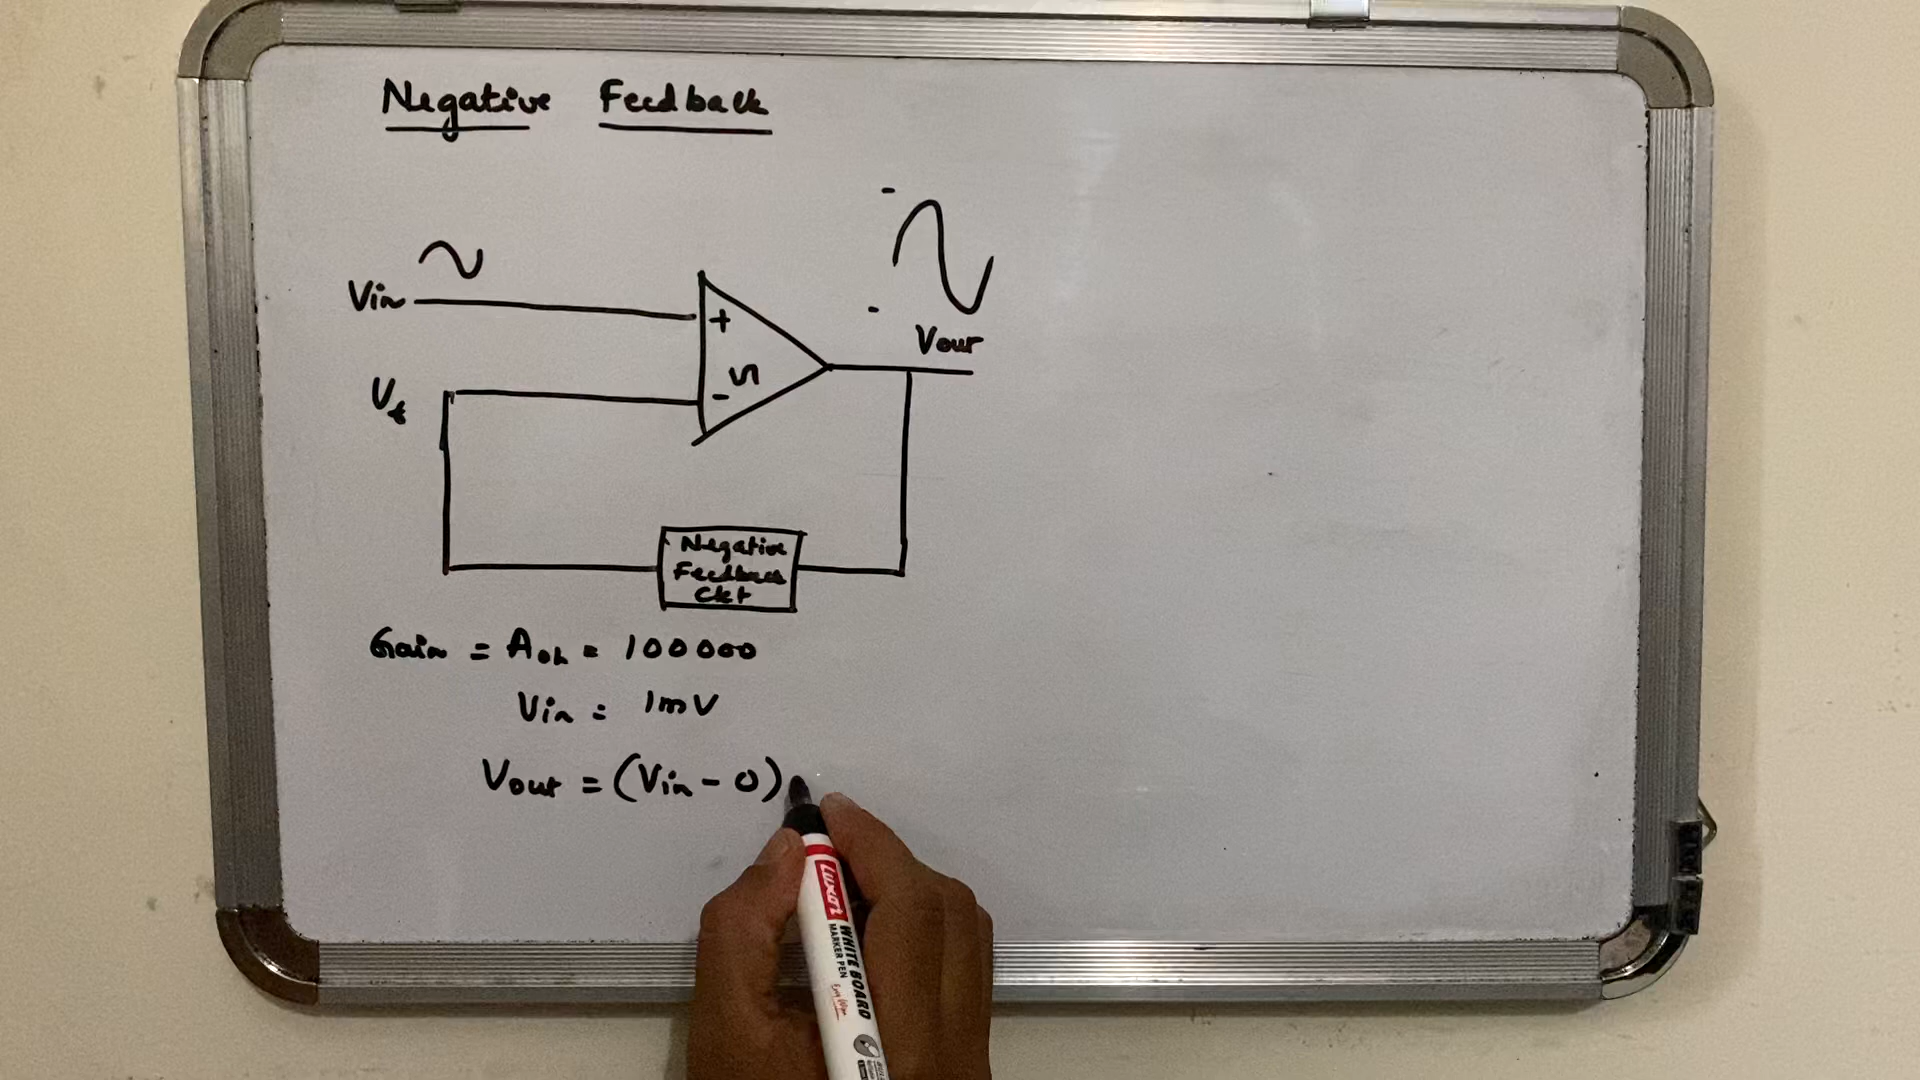 Negative Feedback
Vin
+
Vout
Vf
-
Negative
Feedback
Ckt
Gain = AOL = 100000
Vin = 1mV
Vout = (Vin - 0)
Luxor WHITE BOARD
MARKER PEN